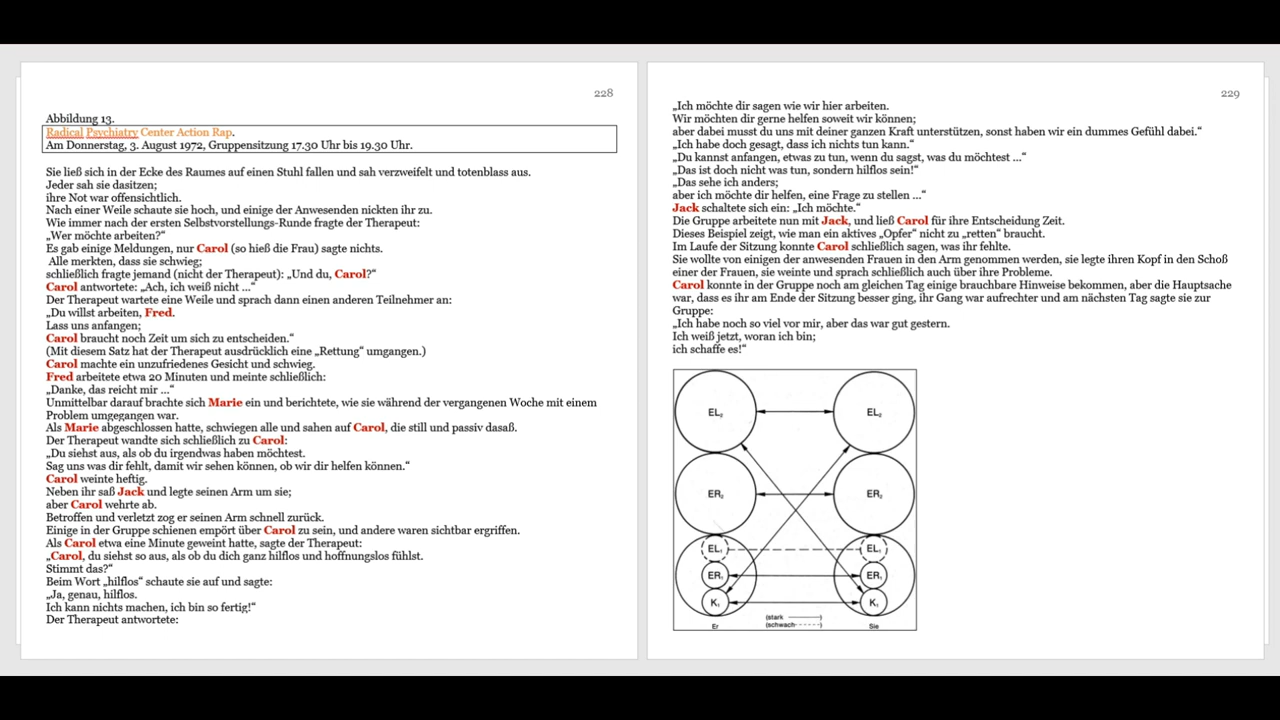 228
Abbildung 13.
Radical Psychiatry Center Action Rap.
Am Donnerstag, 3. August 1972, Gruppensitzung 17.30 Uhr bis 19.30 Uhr.
Sie ließ sich in der Ecke des Raumes auf einen Stuhl fallen und sah verzweifelt und totenblass aus.
Jeder sah sie dasitzen;
ihre Not war offensichtlich.
Nach einer Weile schaute sie hoch, und einige der Anwesenden nickten ihr zu.
Wie immer nach der ersten Selbstvorstellungs-Runde fragte der Therapeut:
„Wer möchte arbeiten?“
Es gab einige Meldungen, nur Carol (so hieß die Frau) sagte nichts.
Alle merkten, dass sie schwieg;
schließlich fragte jemand (nicht der Therapeut): „Und du, Carol?“
Carol antwortete: „Ach, ich weiß nicht ...“
Der Therapeut wartete eine Weile und sprach dann einen anderen Teilnehmer an:
„Du willst arbeiten, Fred.
Lass uns anfangen;
Carol braucht noch Zeit um sich zu entscheiden.“
(Mit diesem Satz hat der Therapeut ausdrücklich eine „Rettung“ umgangen.)
Carol machte ein unzufriedenes Gesicht und schwieg.
Fred arbeitete etwa 20 Minuten und meinte schließlich:
„Danke, das reicht mir ...“
Unmittelbar darauf brachte sich Marie ein und berichtete, wie sie während der vergangenen Woche mit einem
Problem umgegangen war.
Als Marie abgeschlossen hatte, schwiegen alle und sahen auf Carol, die still und passiv dasaß.
Der Therapeut wandte sich schließlich zu Carol:
„Du siehst aus, als ob du irgendwas haben möchtest.
Sag uns was dir fehlt, damit wir sehen können, ob wir dir helfen können.“
Carol weinte heftig.
Neben ihr saß Jack und legte seinen Arm um sie;
aber Carol wehrte ab.
Betroffen und verletzt zog er seinen Arm schnell zurück.
Einige in der Gruppe schienen empört über Carol zu sein, und andere waren sichtbar ergriffen.
Als Carol etwa eine Minute geweint hatte, sagte der Therapeut:
„Carol, du siehst so aus, als ob du dich ganz hilflos und hoffnungslos fühlst.
Stimmt das?“
Beim Wort „hilflos“ schaute sie auf und sagte:
„Ja, genau, hilflos.
Ich kann nichts machen, ich bin so fertig!“
Der Therapeut antwortete:
229
„Ich möchte dir sagen wie wir hier arbeiten.
Wir möchten dir gerne helfen soweit wir können;
aber dabei musst du uns mit deiner ganzen Kraft unterstützen, sonst haben wir ein dummes Gefühl dabei.“
„Ich habe doch gesagt, dass ich nichts tun kann.“
„Du kannst anfangen, etwas zu tun, wenn du sagst, was du möchtest ...“
„Das ist doch nicht was tun, sondern hilflos sein!“
„Das sehe ich anders;
aber ich möchte dir helfen, eine Frage zu stellen ...“
Jack schaltete sich ein: „Ich möchte.“
Die Gruppe arbeitete nun mit Jack, und ließ Carol für ihre Entscheidung Zeit.
Dieses Beispiel zeigt, wie man ein aktives „Opfer“ nicht zu „retten“ braucht.
Im Laufe der Sitzung konnte Carol schließlich sagen, was ihr fehlte.
Sie wollte von einigen der anwesenden Frauen in den Arm genommen werden, sie legte ihren Kopf in den Schoß
einer der Frauen, sie weinte und sprach schließlich auch über ihre Probleme.
Carol konnte in der Gruppe noch am gleichen Tag einige brauchbare Hinweise bekommen, aber die Hauptsache
war, dass es ihr am Ende der Sitzung besser ging, ihr Gang war aufrechter und am nächsten Tag sagte sie zur
Gruppe:
„Ich habe noch so viel vor mir, aber das war gut gestern.
Ich weiß jetzt, woran ich bin;
ich schaffe es!“
EL₂ EL₂
ER₂ ER₂
EL₁ EL₁
ER₁ ER₁
K₂ K₁
(stark ———)
(schwach-----)
Er Sie